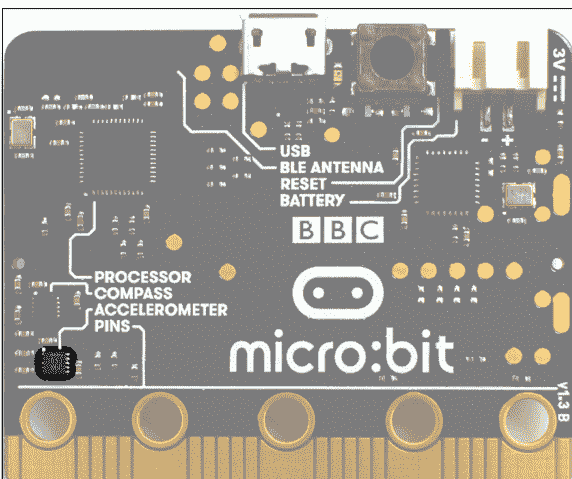 3V
- +
USB
BLE ANTENNA
RESET
BATTERY
BBC
PROCESSOR
COMPASS
ACCELEROMETER
PINS
micro:bit
V1.3 B